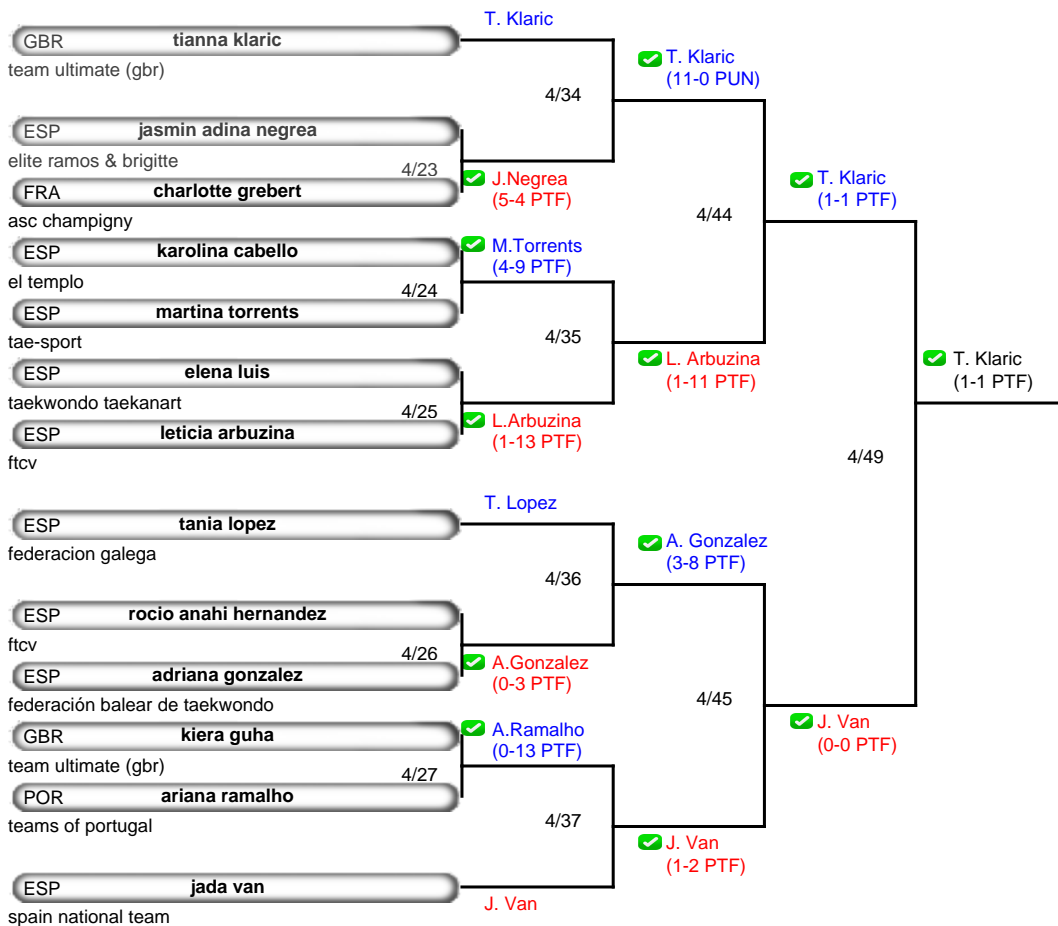 T. Klaric
GBR tianna klaric
team ultimate (gbr)
T. Klaric
(11-0 PUN)
4/34
ESP jasmin adina negrea
elite ramos & brigitte
4/23
FRA charlotte grebert
asc champigny
J.Negrea
(5-4 PTF)
T. Klaric
(1-1 PTF)
4/44
ESP karolina cabello
el templo
4/24
M.Torrents
(4-9 PTF)
ESP martina torrents
tae-sport
4/35
ESP elena luis
taekwondo taekanart
4/25
L. Arbuzina
(1-11 PTF)
ESP leticia arbuzina
ftcv
L.Arbuzina
(1-13 PTF)
T. Klaric
(1-1 PTF)
4/49
T. Lopez
ESP tania lopez
federacion galega
A. Gonzalez
(3-8 PTF)
4/36
ESP rocio anahi hernandez
ftcv
4/26
ESP adriana gonzalez
federación balear de taekwondo
A.Gonzalez
(0-3 PTF)
4/45
GBR kiera guha
team ultimate (gbr)
A.Ramalho
(0-13 PTF)
J. Van
(0-0 PTF)
4/27
POR ariana ramalho
teams of portugal
4/37
J. Van
(1-2 PTF)
ESP jada van
spain national team
J. Van